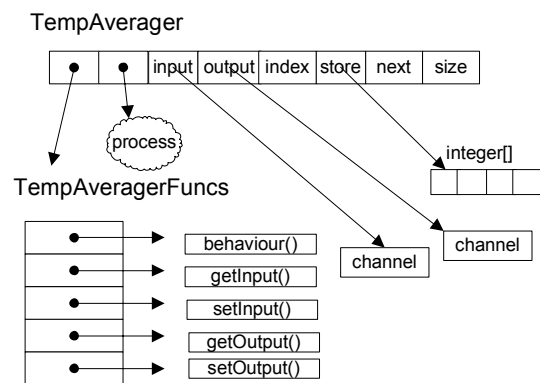 TempAverager
input output index store next size
process
integer[]
TempAveragerFuncs
behaviour()
channel
getInput()
channel
setInput()
getOutput()
setOutput()